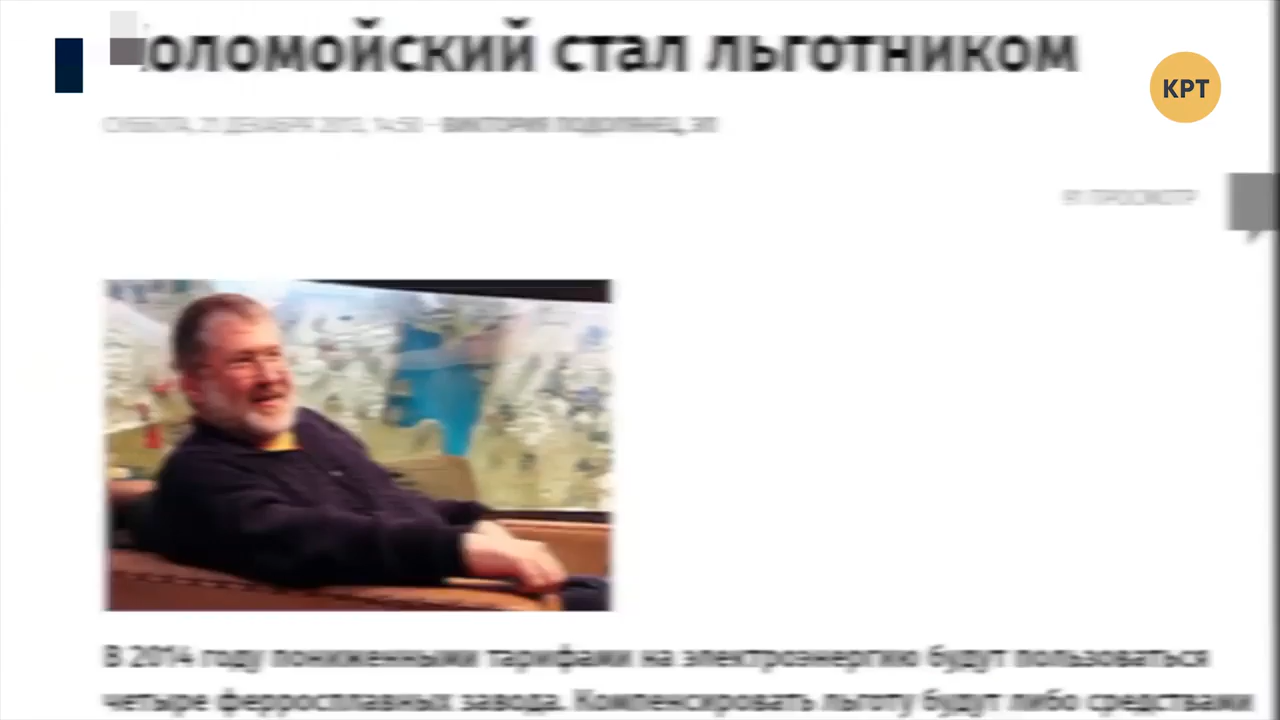 Коломойский стал льготником
КРТ
В 2014 году пониженными тарифами на электроэнергию будут пользоваться
четыре ферросплавных завода. Компенсировать льготу будут либо средствами